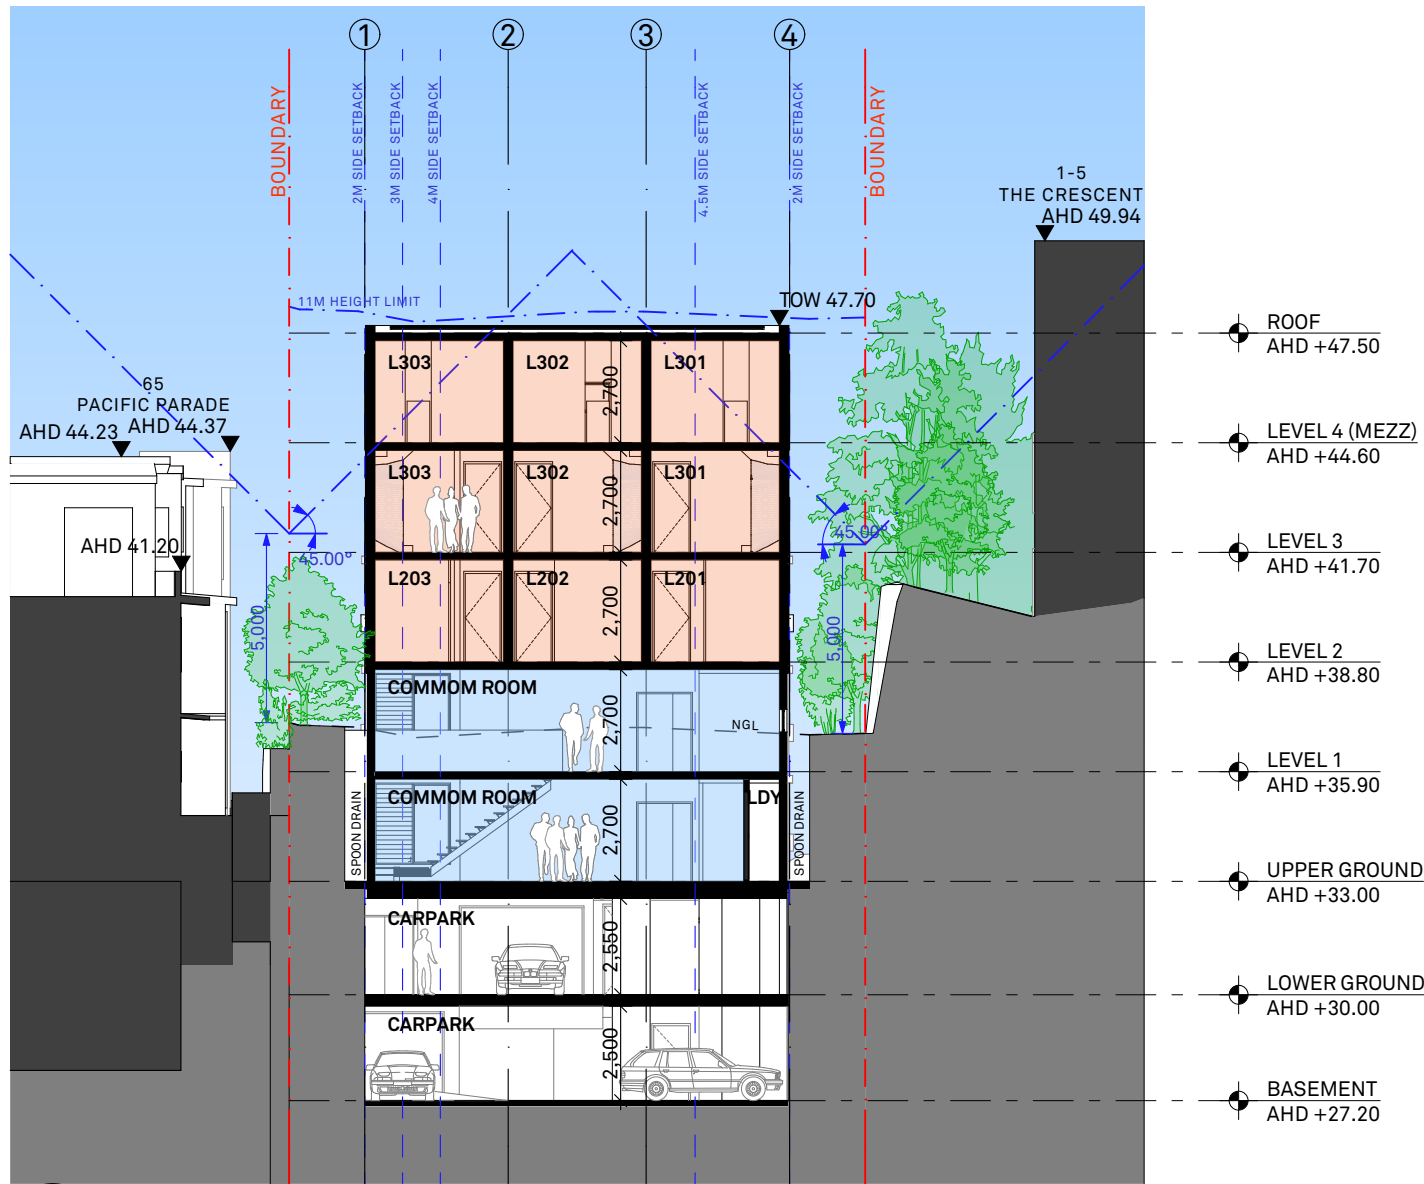 1
2
3
4
BOUNDARY
2M SIDE SETBACK
3M SIDE SETBACK
4M SIDE SETBACK
4.5M SIDE SETBACK
2M SIDE SETBACK
BOUNDARY
1-5
THE CRESCENT
AHD 49.94
11M HEIGHT LIMIT
TOW 47.70
ROOF
AHD +47.50
L303
L302
L301
2,700
65
PACIFIC PARADE
AHD 44.23
AHD 44.37
LEVEL 4 (MEZZ)
AHD +44.60
L303
L302
L301
2,700
AHD 41.20
45.00°
45.00°
LEVEL 3
AHD +41.70
L203
L202
L201
2,700
5,000
5,000
LEVEL 2
AHD +38.80
COMMOM ROOM
2,700
NGL
LEVEL 1
AHD +35.90
COMMOM ROOM
LDY
2,700
SPOON DRAIN
SPOON DRAIN
UPPER GROUND
AHD +33.00
CARPARK
2,550
LOWER GROUND
AHD +30.00
CARPARK
2,500
BASEMENT
AHD +27.20